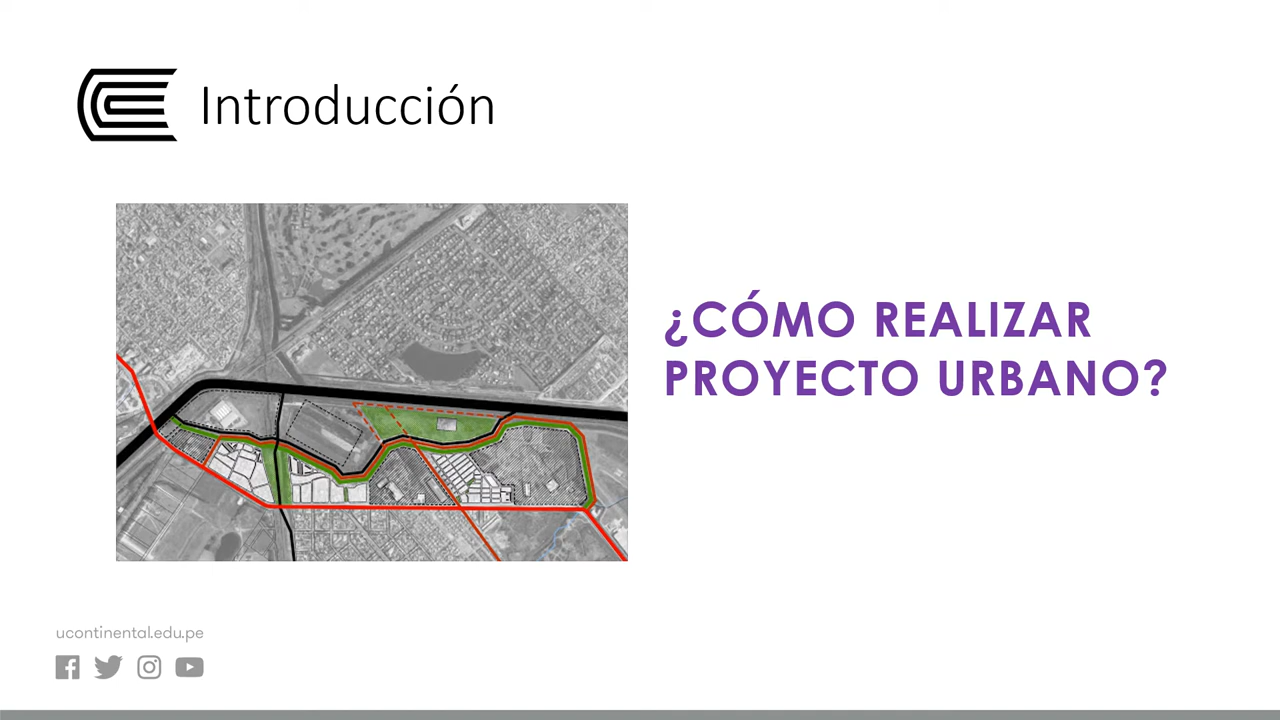 Introducción
¿CÓMO REALIZAR
PROYECTO URBANO?
ucontinental.edu.pe